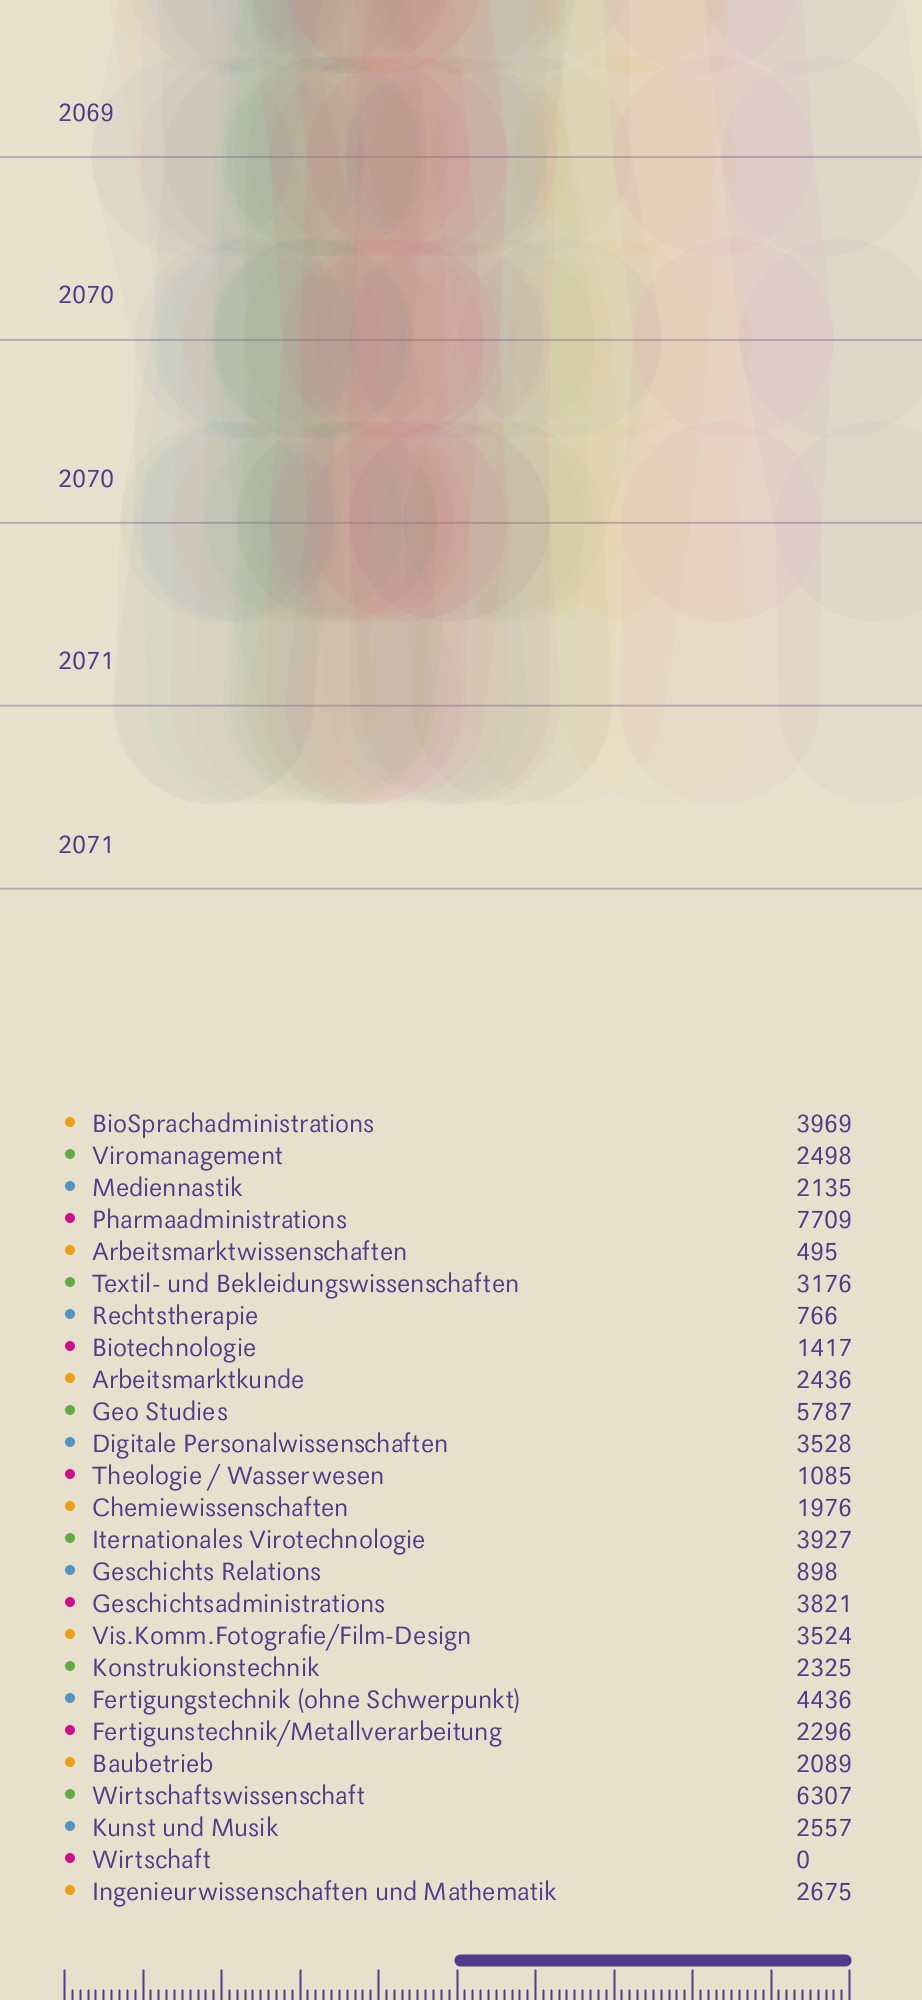 2069
2070
2070
2071
2071
BioSprachadministrations 3969
Viromanagement 2498
Mediennastik 2135
Pharmaadministrations 7709
Arbeitsmarktwissenschaften 495
Textil- und Bekleidungswissenschaften 3176
Rechtstherapie 766
Biotechnologie 1417
Arbeitsmarktkunde 2436
Geo Studies 5787
Digitale Personalwissenschaften 3528
Theologie / Wasserwesen 1085
Chemiewissenschaften 1976
Iternationales Virotechnologie 3927
Geschichts Relations 898
Geschichtsadministrations 3821
Vis.Komm.Fotografie/Film-Design 3524
Konstrukionstechnik 2325
Fertigungstechnik (ohne Schwerpunkt) 4436
Fertigunstechnik/Metallverarbeitung 2296
Baubetrieb 2089
Wirtschaftswissenschaft 6307
Kunst und Musik 2557
Wirtschaft 0
Ingenieurwissenschaften und Mathematik 2675